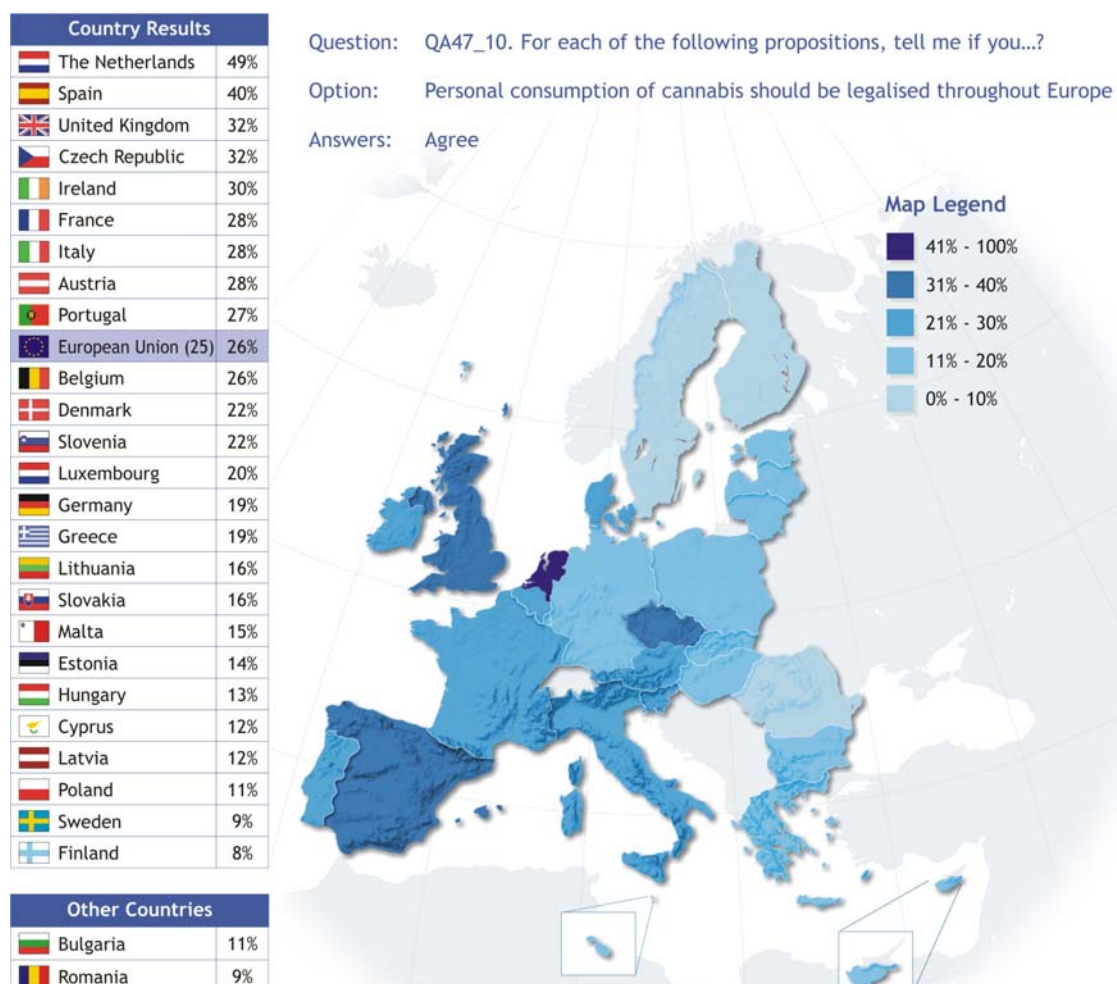 Country Results
The Netherlands 49%
Spain 40%
United Kingdom 32%
Czech Republic 32%
Ireland 30%
France 28%
Italy 28%
Austria 28%
Portugal 27%
European Union (25) 26%
Belgium 26%
Denmark 22%
Slovenia 22%
Luxembourg 20%
Germany 19%
Greece 19%
Lithuania 16%
Slovakia 16%
Malta 15%
Estonia 14%
Hungary 13%
Cyprus 12%
Latvia 12%
Poland 11%
Sweden 9%
Finland 8%
Other Countries
Bulgaria 11%
Romania 9%
Question: QA47_10. For each of the following propositions, tell me if you...?
Option: Personal consumption of cannabis should be legalised throughout Europe
Answers: Agree
Map Legend
41% - 100%
31% - 40%
21% - 30%
11% - 20%
0% - 10%